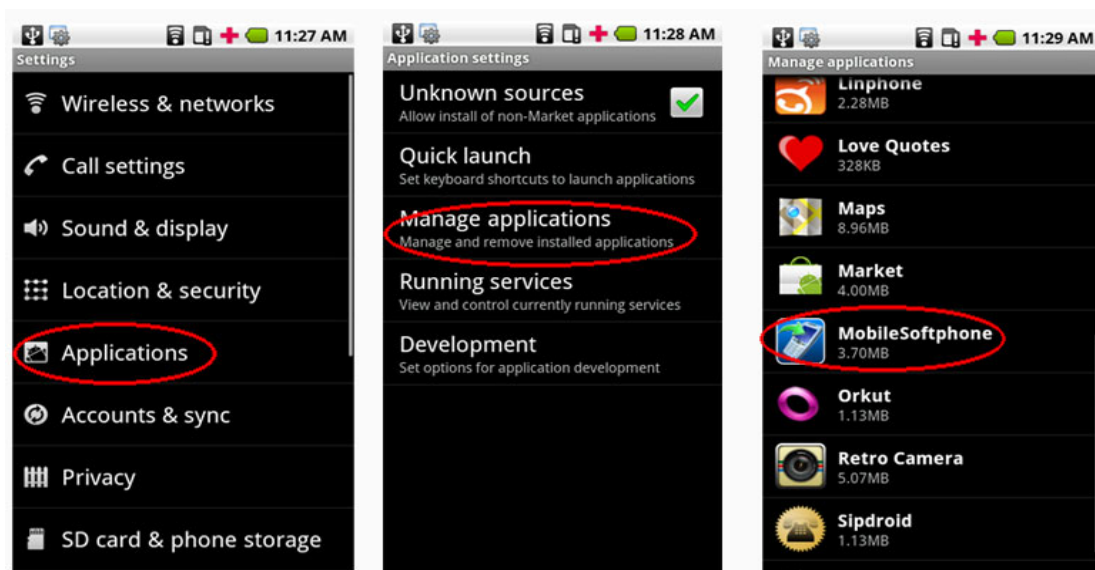 11:27 AM
Settings
Wireless & networks
Call settings
Sound & display
Location & security
Applications
Accounts & sync
Privacy
SD card & phone storage
11:28 AM
Application settings
Unknown sources
Allow install of non-Market applications
Quick launch
Set keyboard shortcuts to launch applications
Manage applications
Manage and remove installed applications
Running services
View and control currently running services
Development
Set options for application development
11:29 AM
Manage applications
Linphone
2.28MB
Love Quotes
328KB
Maps
8.96MB
Market
4.00MB
MobileSoftphone
3.70MB
Orkut
1.13MB
Retro Camera
5.07MB
Sipdroid
1.13MB